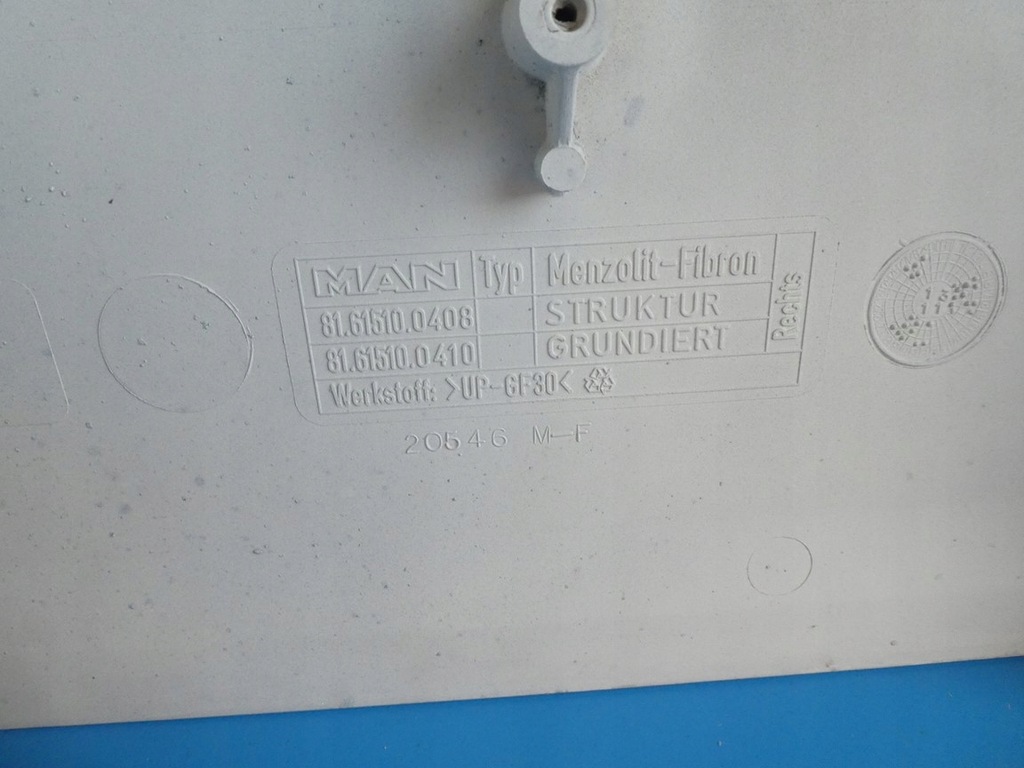 MAN Typ Menzolit-Fibron
81.61510.0408 STRUKTUR
81.61510.0410 GRUNDIERT
Rechts
Werkstoff: >UP-GF30<
20546 M-F